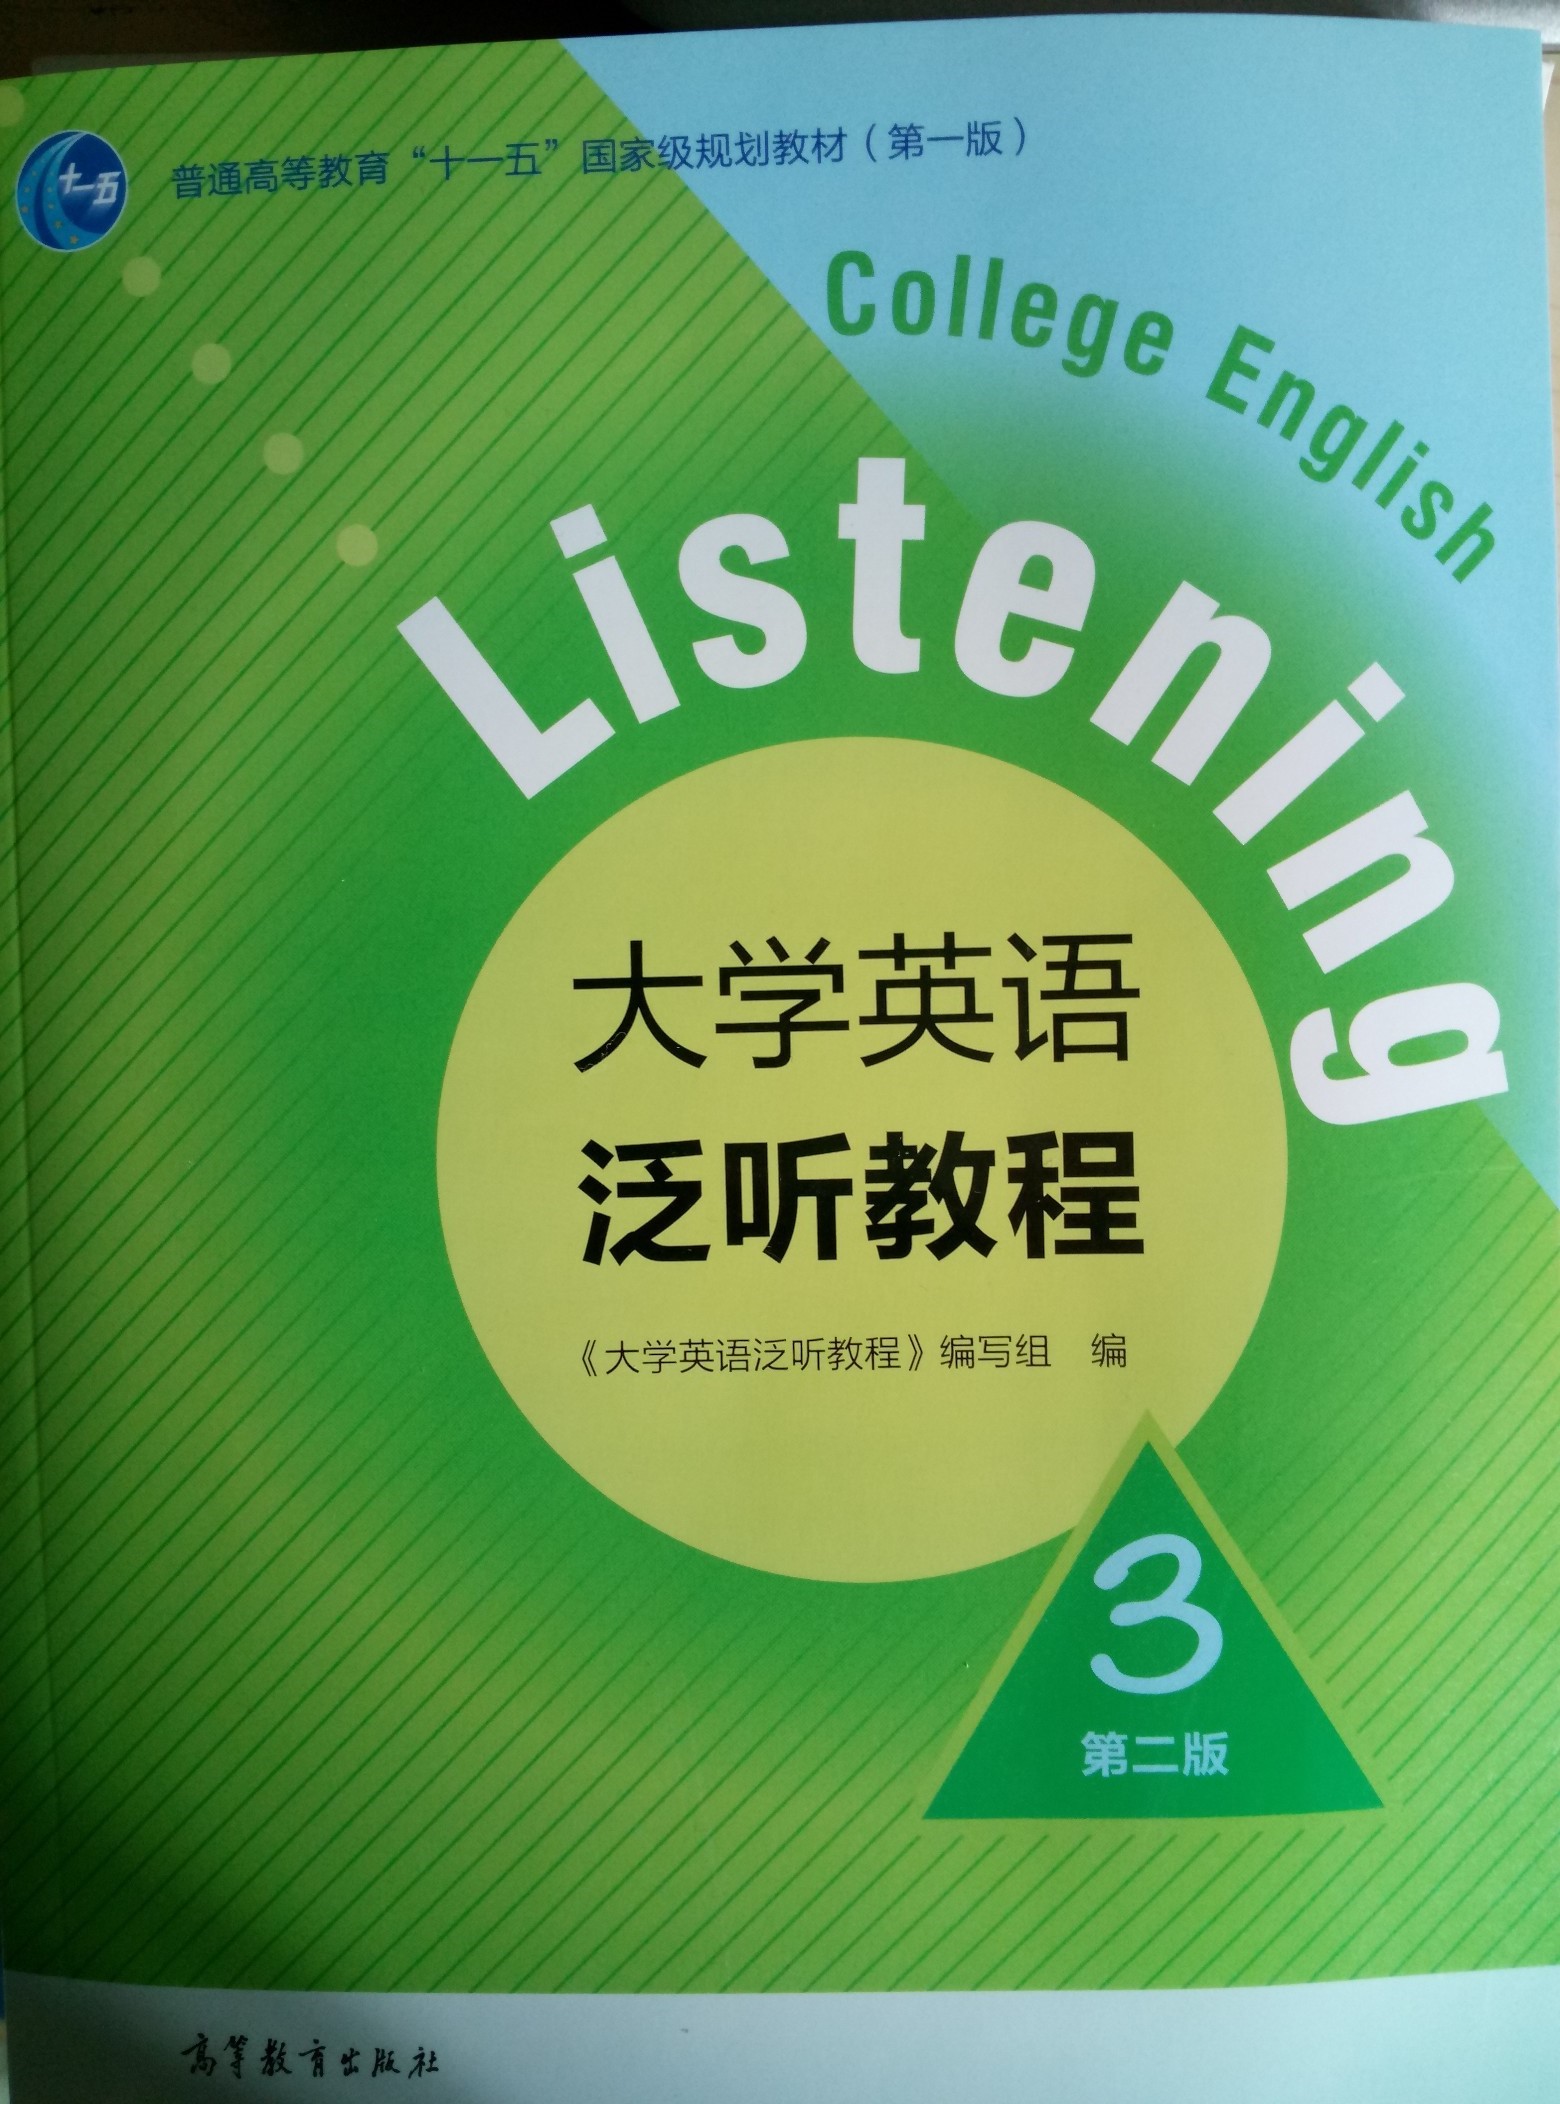 十一五
普通高等教育“十一五”国家级规划教材（第一版）
College English
Listening
大学英语
泛听教程
《大学英语泛听教程》编写组 编
3
第二版
高等教育出版社